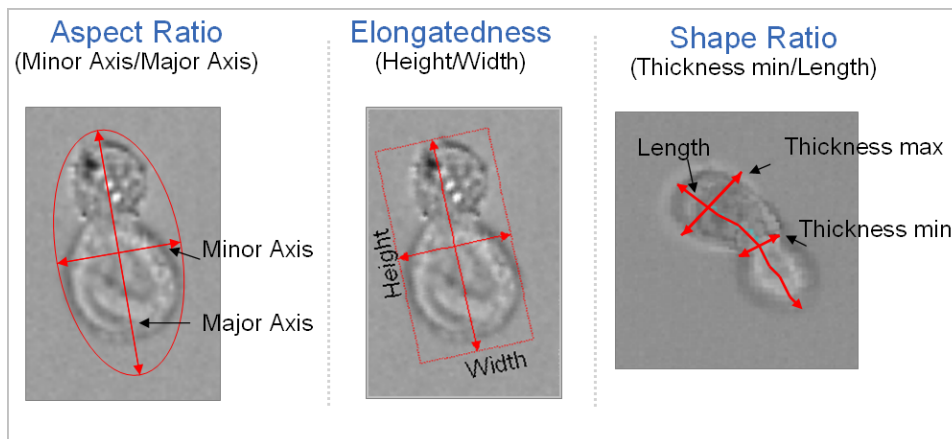 Aspect Ratio
(Minor Axis/Major Axis)
Minor Axis
Major Axis
Elongatedness
(Height/Width)
Height
Width
Shape Ratio
(Thickness min/Length)
Length
Thickness max
Thickness min